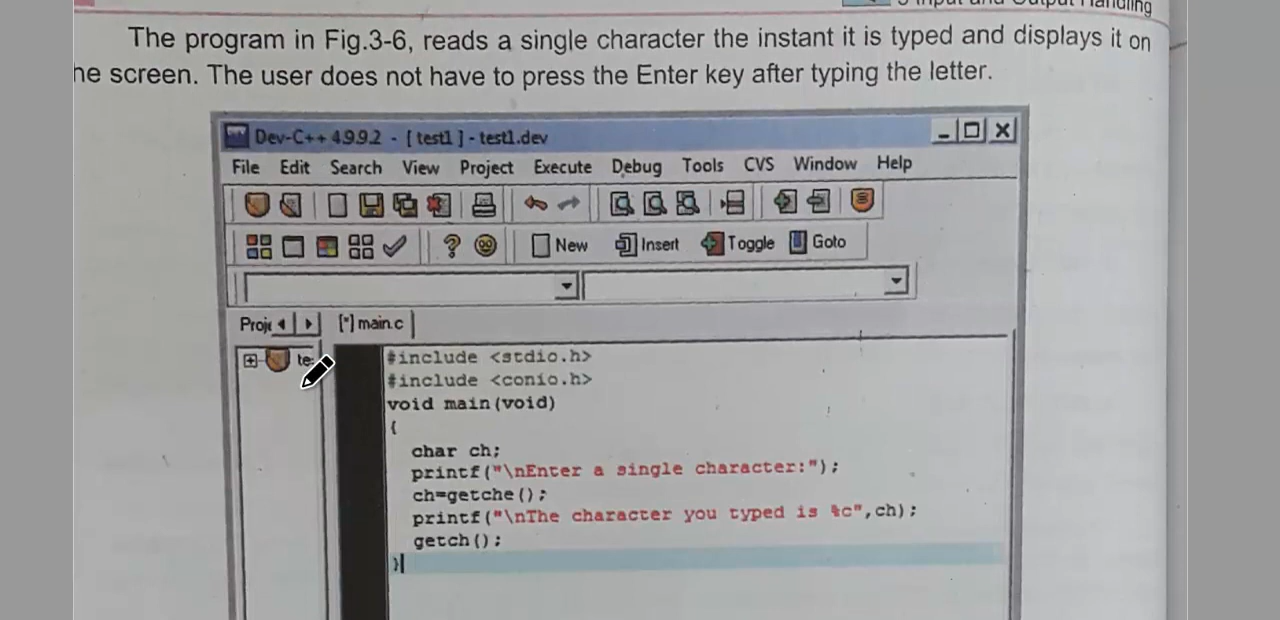 3 Input and Output Handling
The program in Fig.3-6, reads a single character the instant it is typed and displays it on
he screen. The user does not have to press the Enter key after typing the letter.
Dev-C++ 4.9.9.2 - [ test1 ] - test1.dev
File Edit Search View Project Execute Debug Tools CVS Window Help
New Insert Toggle Goto
Proje [*] main.c
te
#include <stdio.h>
#include <conio.h>
void main(void)
{
char ch;
printf("\nEnter a single character:");
ch=getche();
printf("\nThe character you typed is %c",ch);
getch();
}